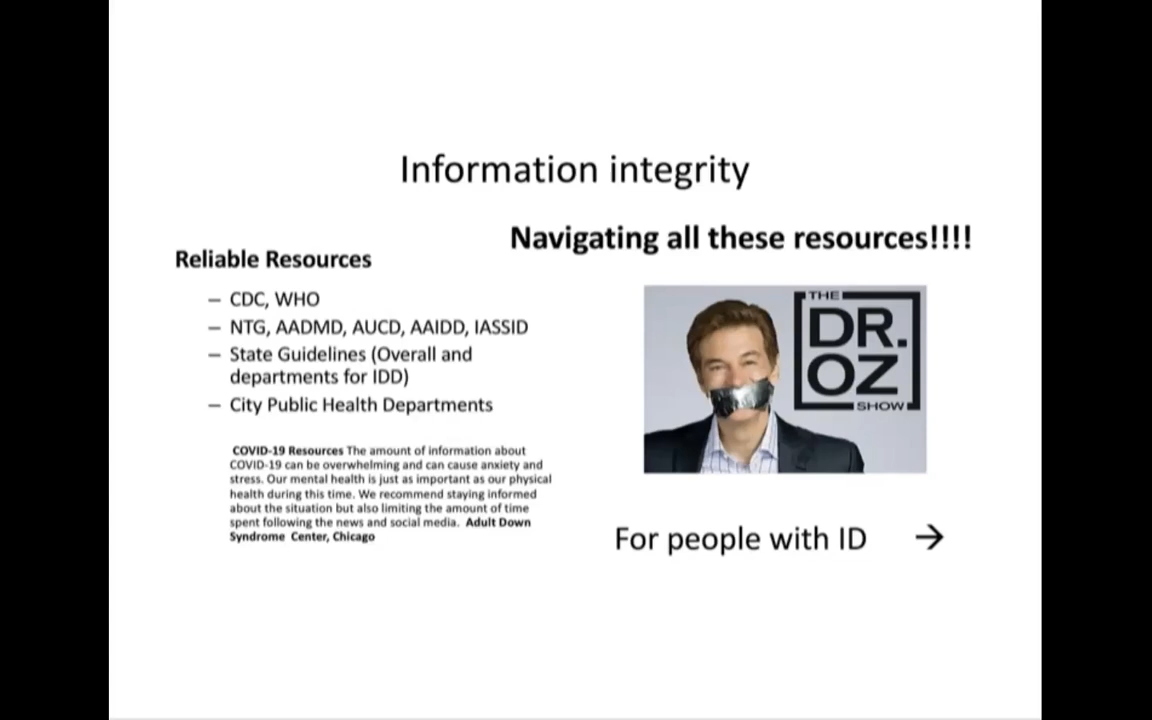 Information integrity
Navigating all these resources!!!!
Reliable Resources
– CDC, WHO
– NTG, AADMD, AUCD, AAIDD, IASSID
– State Guidelines (Overall and
departments for IDD)
– City Public Health Departments
COVID-19 Resources The amount of information about
COVID-19 can be overwhelming and can cause anxiety and
stress. Our mental health is just as important as our physical
health during this time. We recommend staying informed
about the situation but also limiting the amount of time
spent following the news and social media. Adult Down
Syndrome Center, Chicago
THE
DR.
OZ
SHOW
For people with ID →